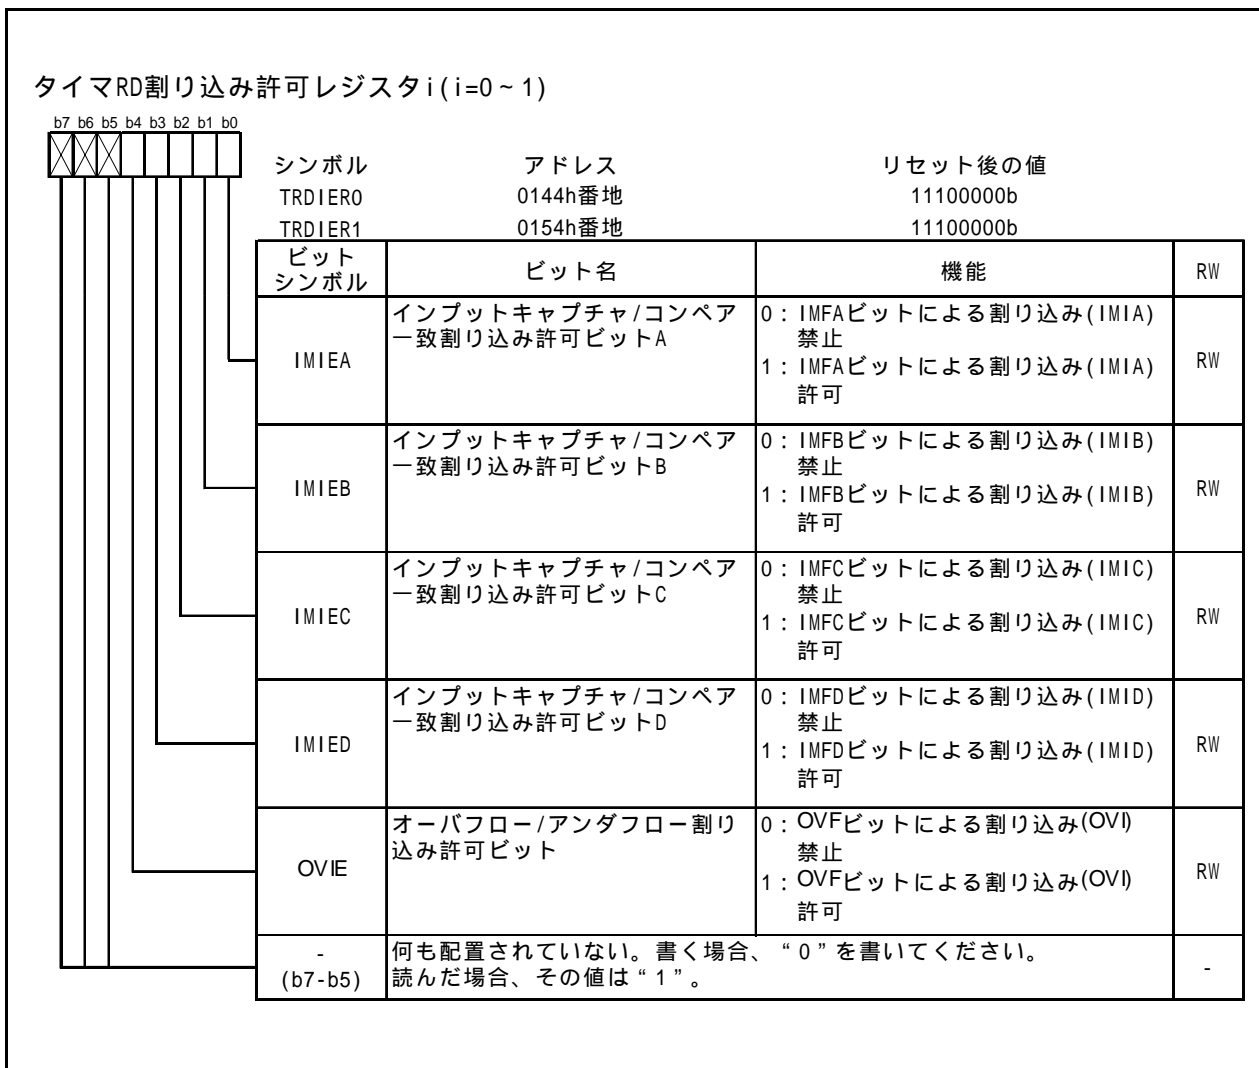 タイマRD割り込み許可レジスタi(i=0~1)
b7 b6 b5 b4 b3 b2 b1 b0
シンボル アドレス リセット後の値
TRDIER0 0144h番地 11100000b
TRDIER1 0154h番地 11100000b
ビット
シンボル
ビット名
機能
RW
IMIEA
インプットキャプチャ/コンペア
一致割り込み許可ビットA
0:IMFAビットによる割り込み(IMIA)
禁止
1:IMFAビットによる割り込み(IMIA)
許可
RW
IMIEB
インプットキャプチャ/コンペア
一致割り込み許可ビットB
0:IMFBビットによる割り込み(IMIB)
禁止
1:IMFBビットによる割り込み(IMIB)
許可
RW
IMIEC
インプットキャプチャ/コンペア
一致割り込み許可ビットC
0:IMFCビットによる割り込み(IMIC)
禁止
1:IMFCビットによる割り込み(IMIC)
許可
RW
IMIED
インプットキャプチャ/コンペア
一致割り込み許可ビットD
0:IMFDビットによる割り込み(IMID)
禁止
1:IMFDビットによる割り込み(IMID)
許可
RW
OVIE
オーバフロー/アンダフロー割り
込み許可ビット
0:OVFビットによる割り込み(OVI)
禁止
1:OVFビットによる割り込み(OVI)
許可
RW
-
(b7-b5)
何も配置されていない。書く場合、“0”を書いてください。
読んだ場合、その値は“1”。
-